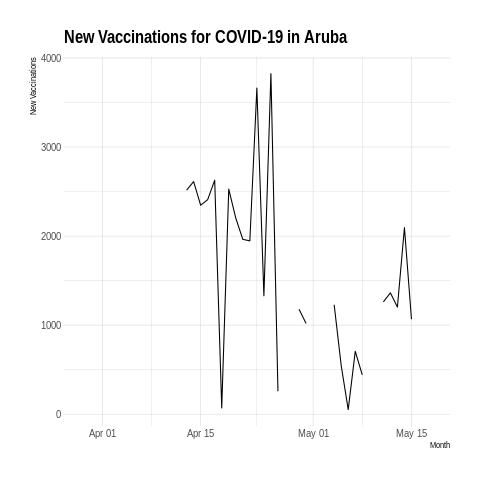 New Vaccinations for COVID-19 in Aruba
New Vaccinations
4000
3000
2000
1000
0
Apr 01 Apr 15 May 01 May 15
Month